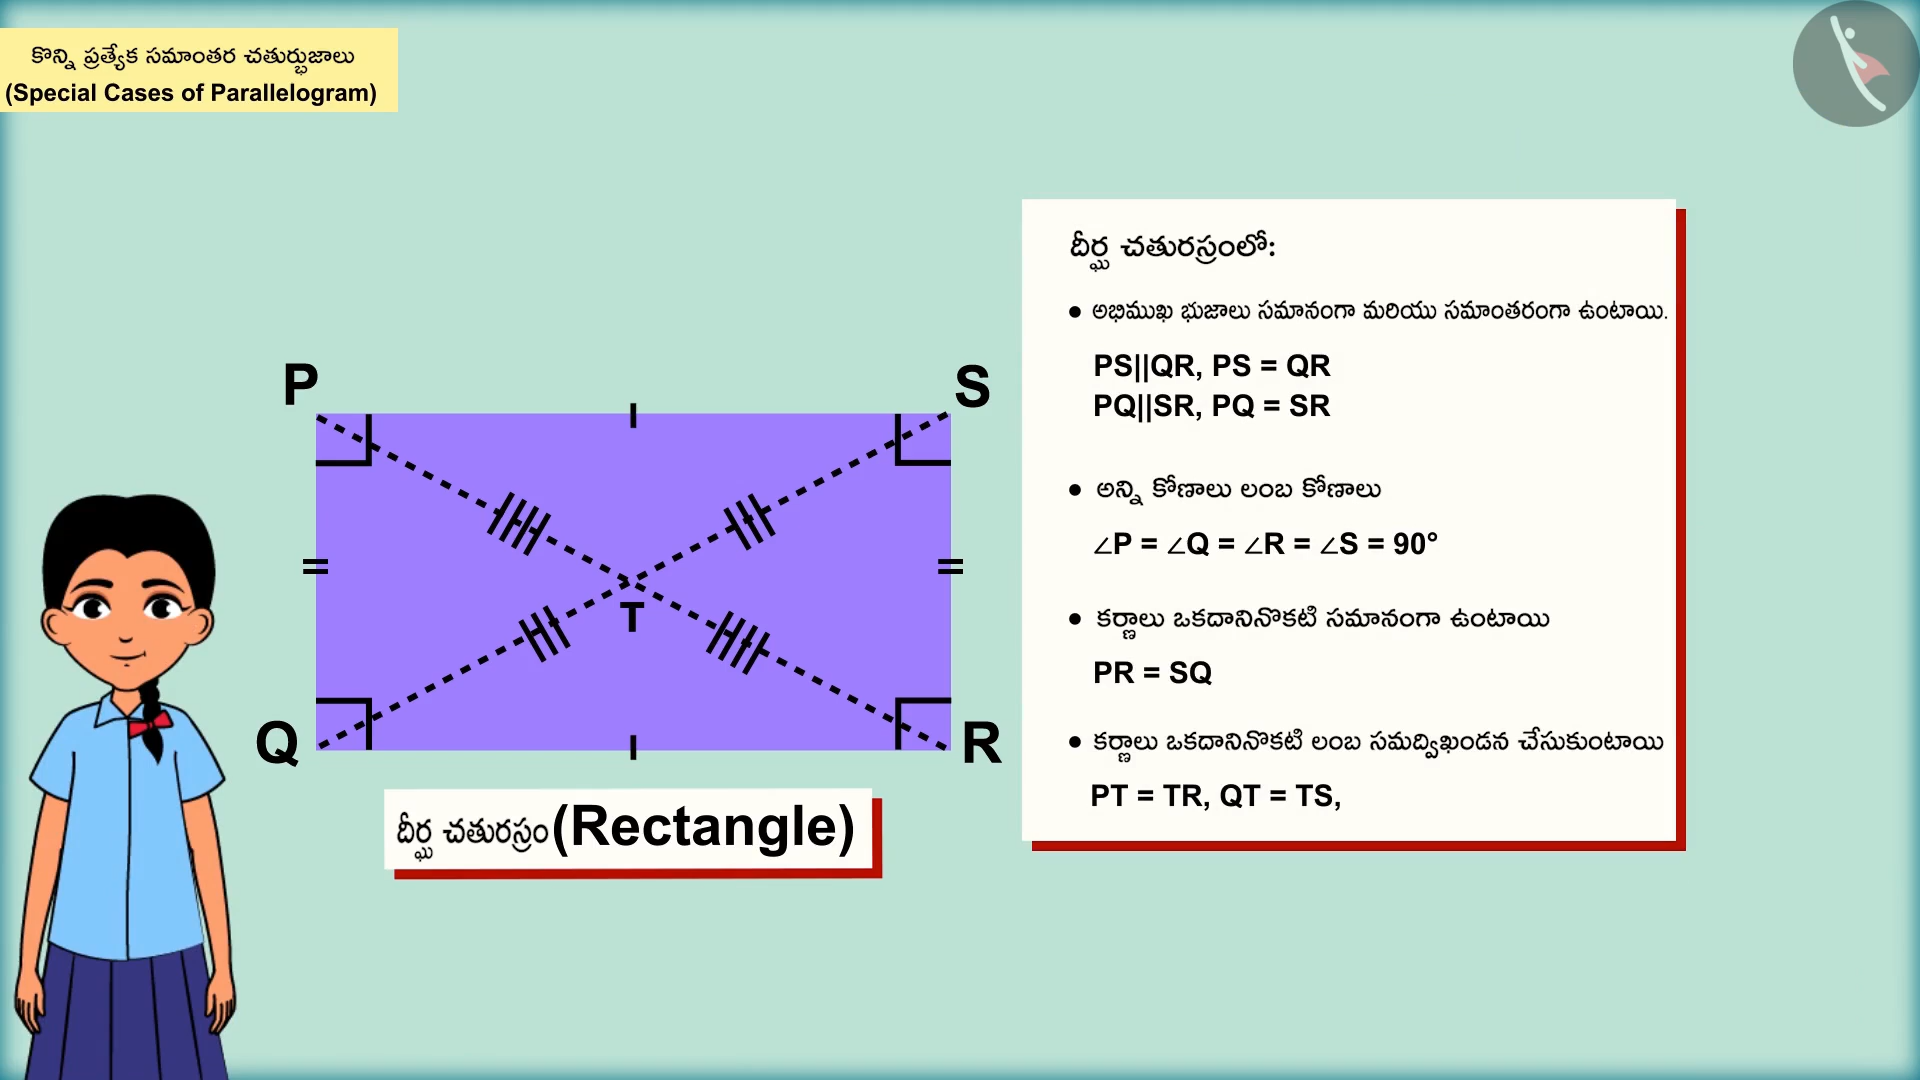 కొన్ని ప్రత్యేక సమాంతర చతుర్భుజాలు
(Special Cases of Parallelogram)
దీర్ఘ చతురస్రంలో:
• అభిముఖ భుజాలు సమానంగా మరియు సమాంతరంగా ఉంటాయి.
PS||QR, PS = QR
PQ||SR, PQ = SR
• అన్ని కోణాలు లంబ కోణాలు
∠P = ∠Q = ∠R = ∠S = 90°
• కర్ణాలు ఒకదానినొకటి సమానంగా ఉంటాయి
PR = SQ
• కర్ణాలు ఒకదానినొకటి లంబ సమద్విఖండన చేసుకుంటాయి
PT = TR, QT = TS,
P
S
T
Q
R
దీర్ఘ చతురస్రం(Rectangle)